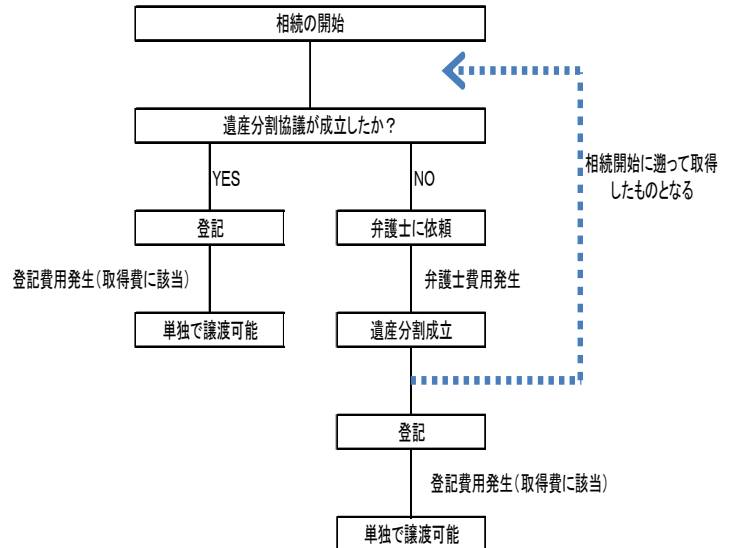 相続の開始
遺産分割協議が成立したか？
YES
NO
相続開始に遡って取得
したものとなる
登記
弁護士に依頼
登記費用発生（取得費に該当）
弁護士費用発生
単独で譲渡可能
遺産分割成立
登記
登記費用発生（取得費に該当）
単独で譲渡可能